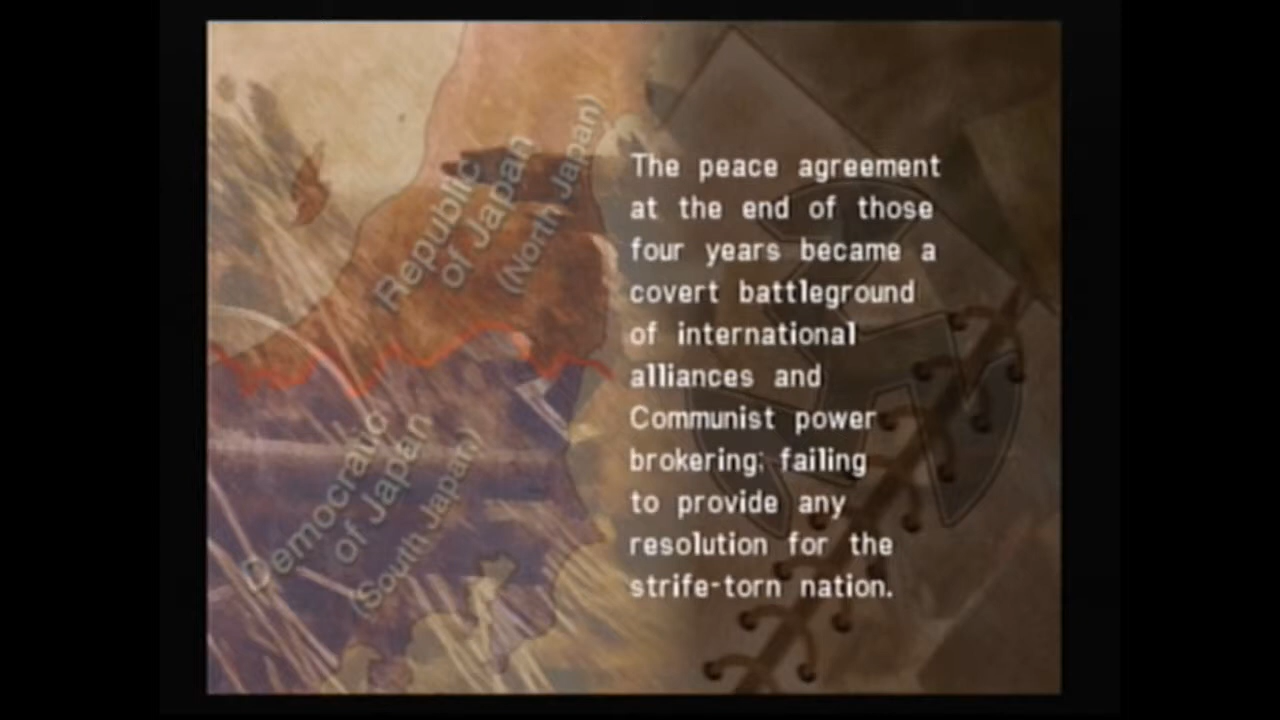 Republic
of Japan
(North Japan)
Democratic
of Japan
(South Japan)
The peace agreement
at the end of those
four years became a
covert battleground
of international
alliances and
Communist power
brokering; failing
to provide any
resolution for the
strife-torn nation.